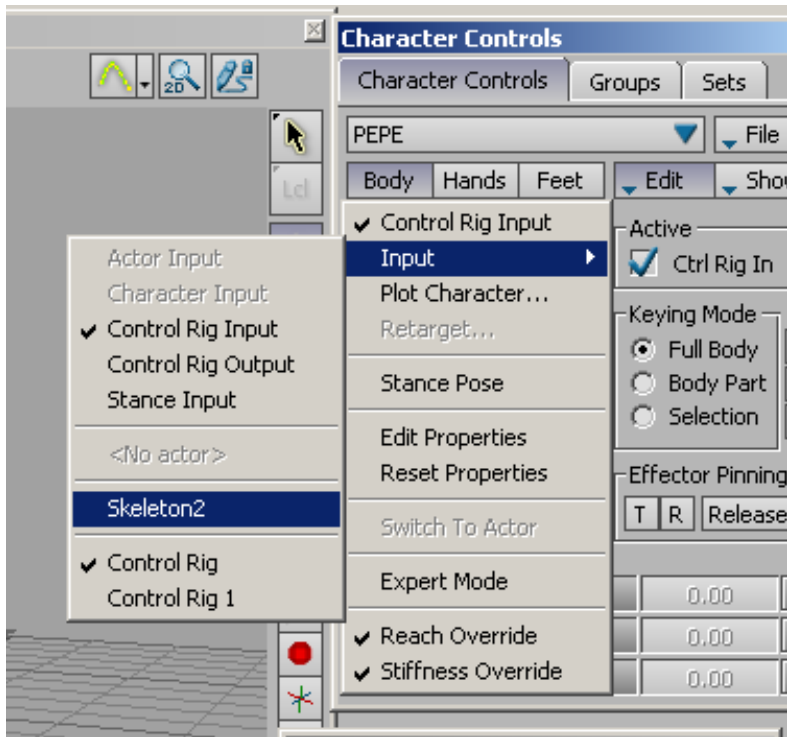 Character Controls
Character Controls Groups Sets
PEPE File
2D
Lcl
Body Hands Feet Edit Sho
Control Rig Input
Input
Plot Character...
Retarget...
Stance Pose
Edit Properties
Reset Properties
Switch To Actor
Expert Mode
Reach Override
Stiffness Override
Actor Input
Character Input
Control Rig Input
Control Rig Output
Stance Input
<No actor>
Skeleton2
Control Rig
Control Rig 1
Active
Ctrl Rig In
Keying Mode
Full Body
Body Part
Selection
Effector Pinning
T R Release
0.00
0.00
0.00